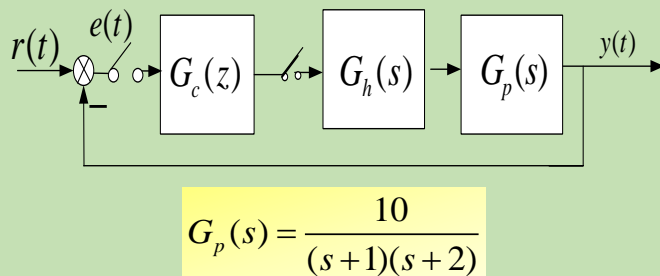 e(t)
r(t) G_c(z) G_h(s) G_p(s) y(t)
−
G_p(s) = 10 / ((s+1)(s+2))